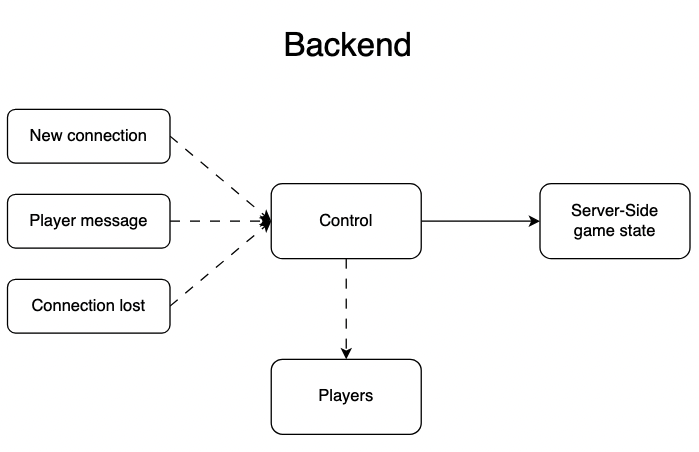 Backend
New connection
Player message
Connection lost
Control
Server-Side
game state
Players